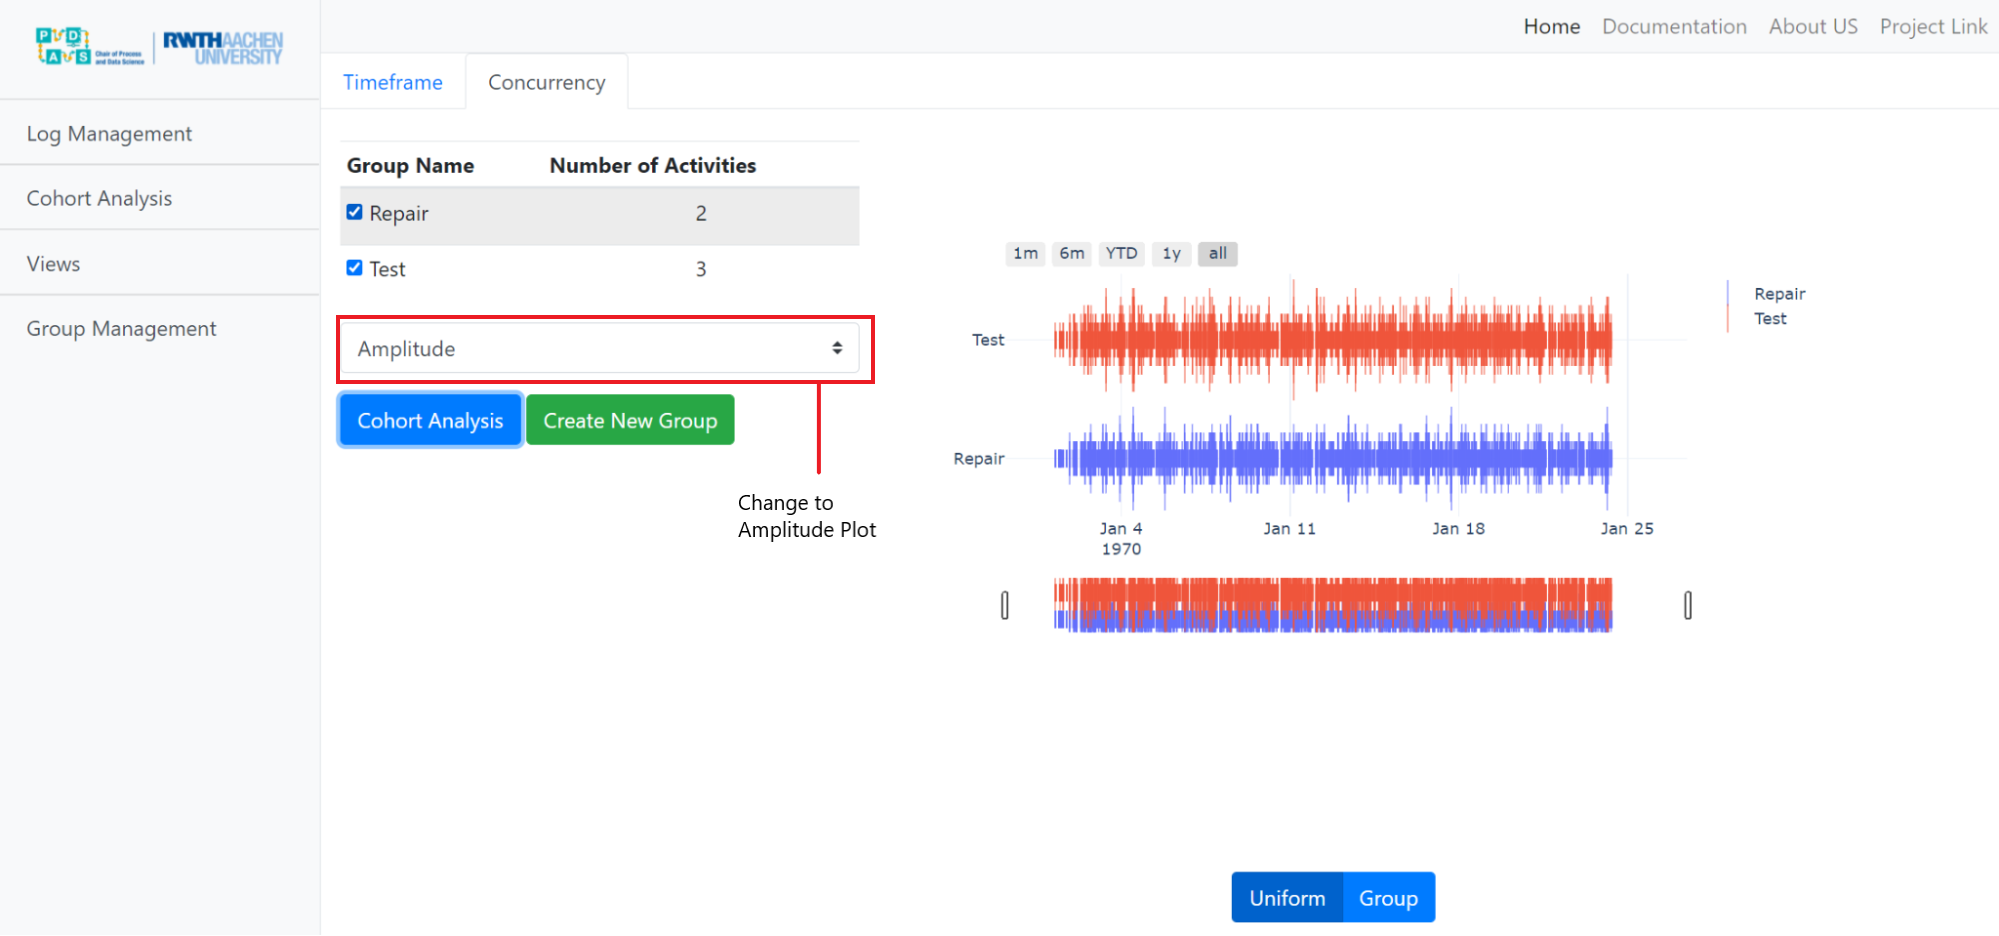 P D
A S
Chair of Process
and Data Science
RWTH AACHEN
UNIVERSITY
Home Documentation About US Project Link
Log Management
Cohort Analysis
Views
Group Management
Timeframe Concurrency
Group Name Number of Activities
Repair 2
Test 3
Amplitude
Cohort Analysis Create New Group
Change to
Amplitude Plot
1m 6m YTD 1y all
Repair
Test
Test
Repair
Jan 4 Jan 11 Jan 18 Jan 25
1970
Uniform Group